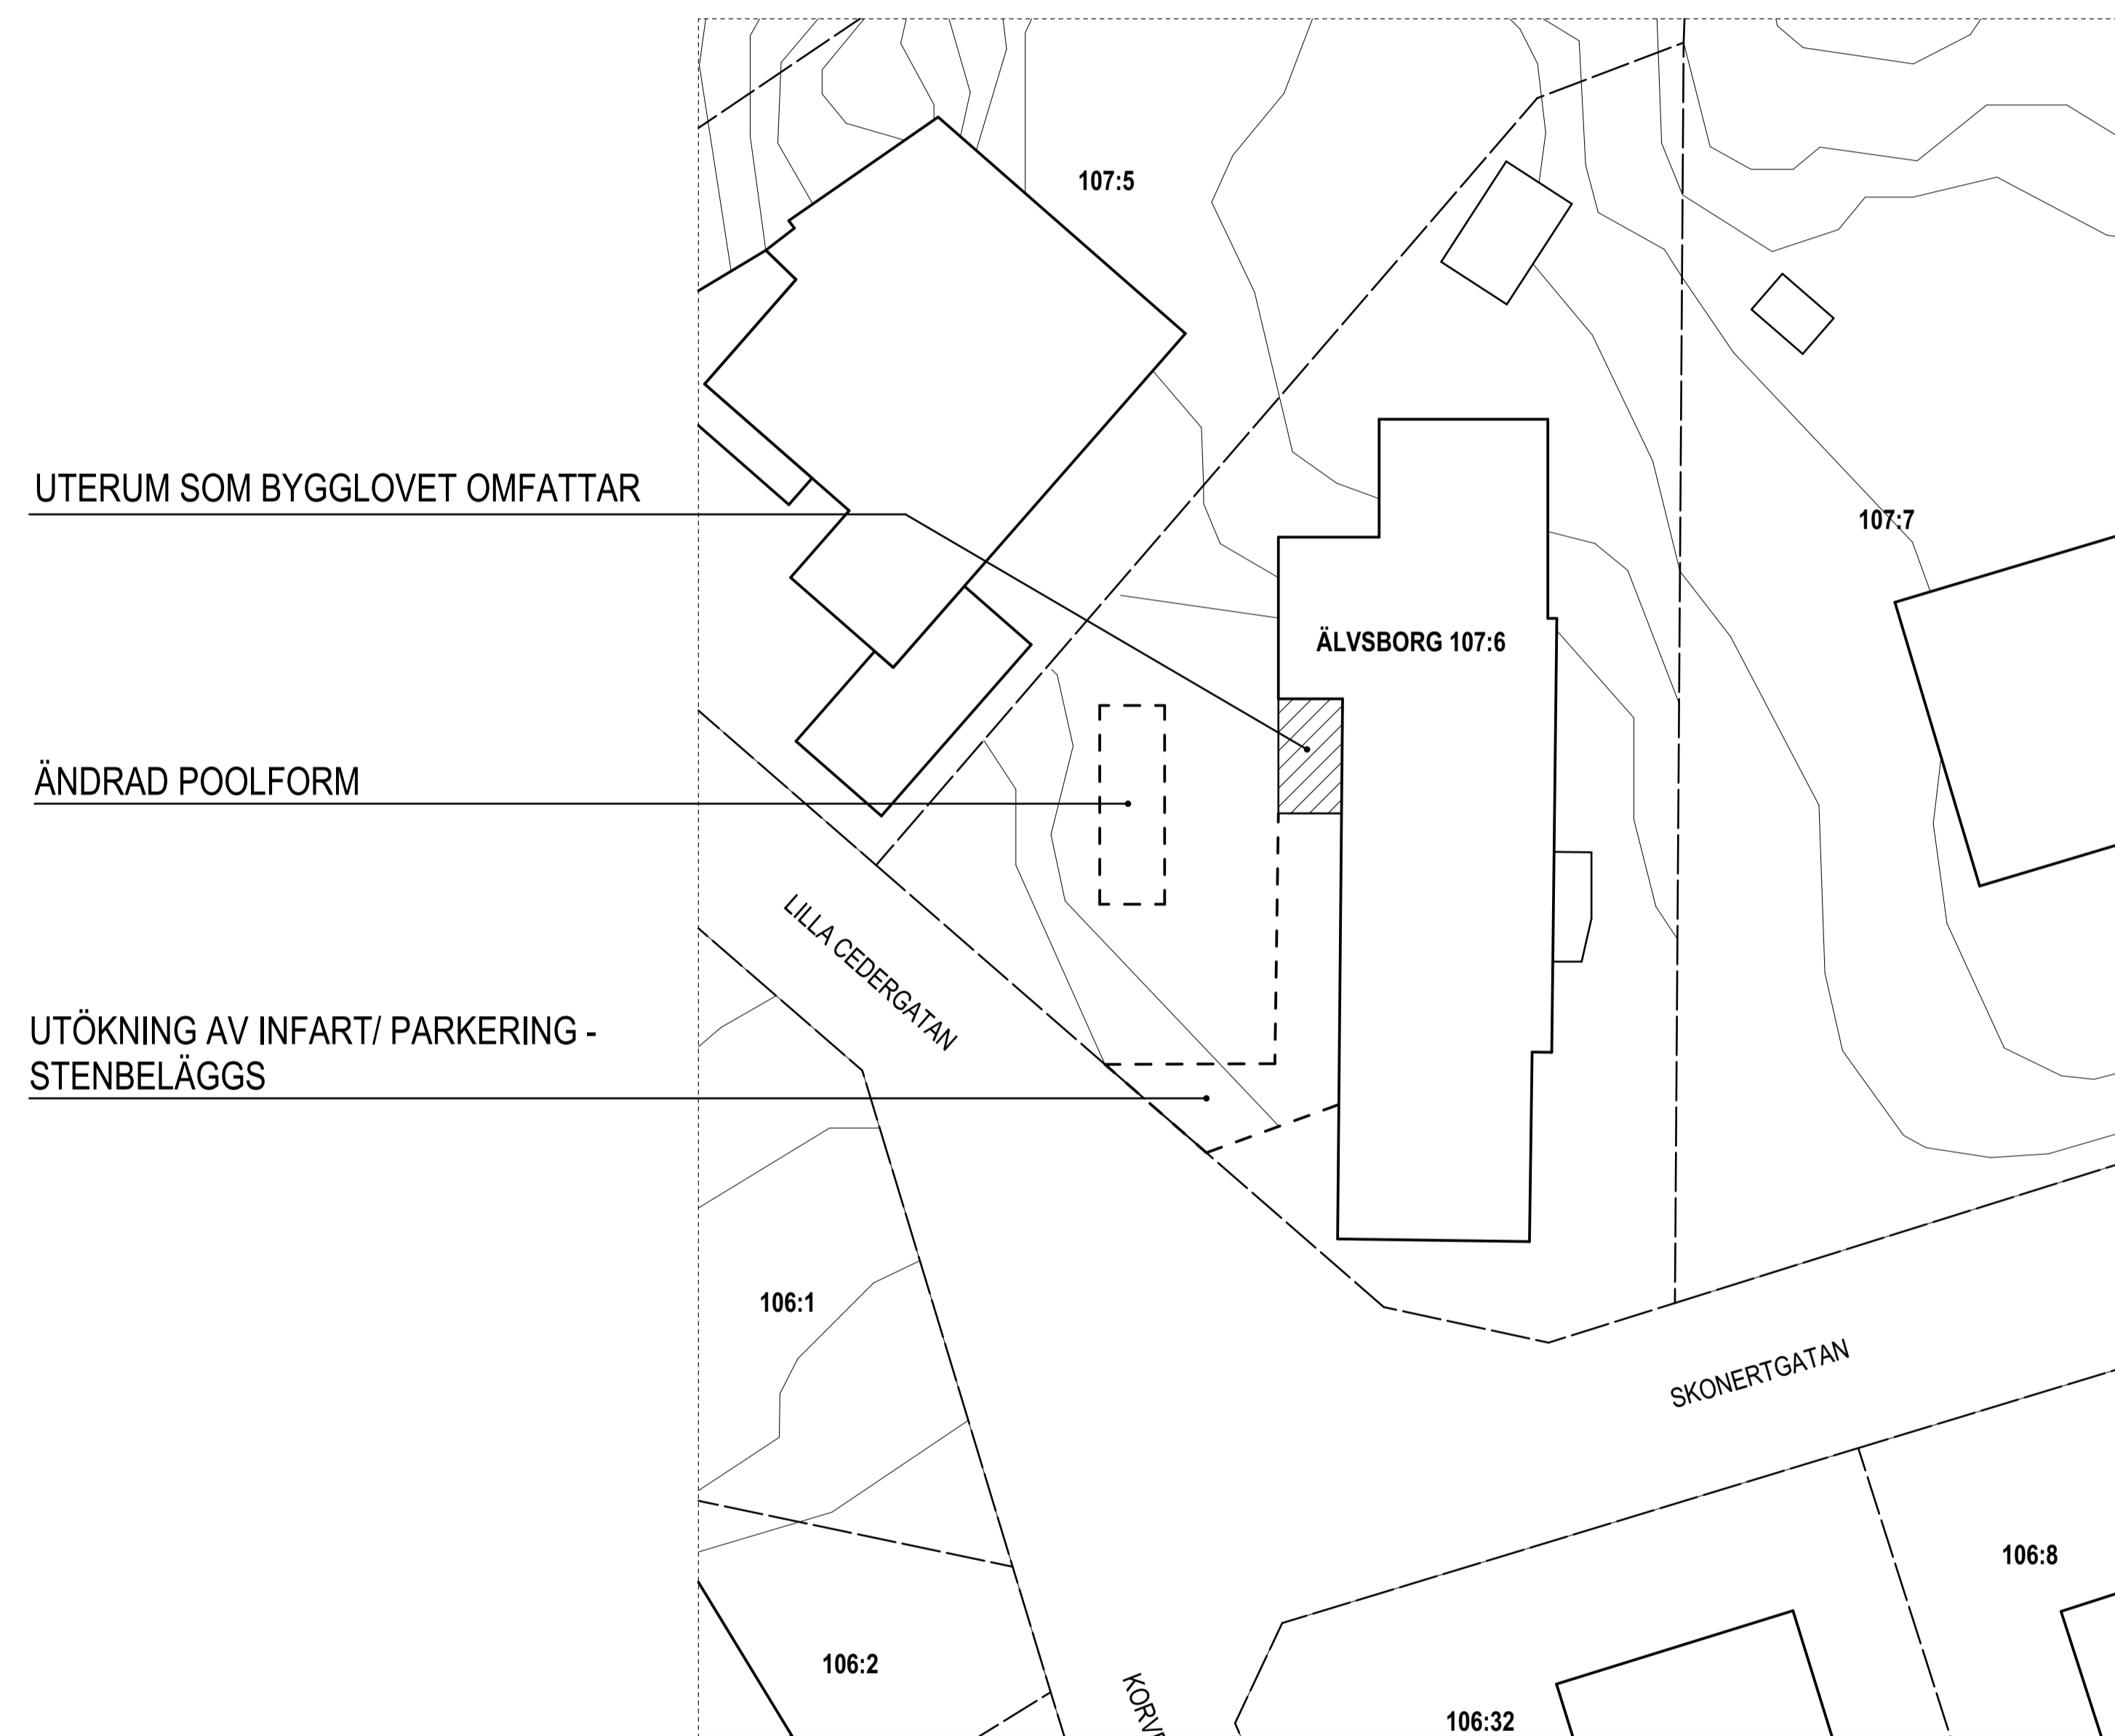 107:5
UTERUM SOM BYGGLOVET OMFATTAR
107:7
ÄLVSBORG 107:6
ÄNDRAD POOLFORM
LILLA CEDERGATAN
UTÖKNING AV INFART/ PARKERING -
STENBELÄGGS
106:1
SKONERTGATAN
106:8
106:2
106:32